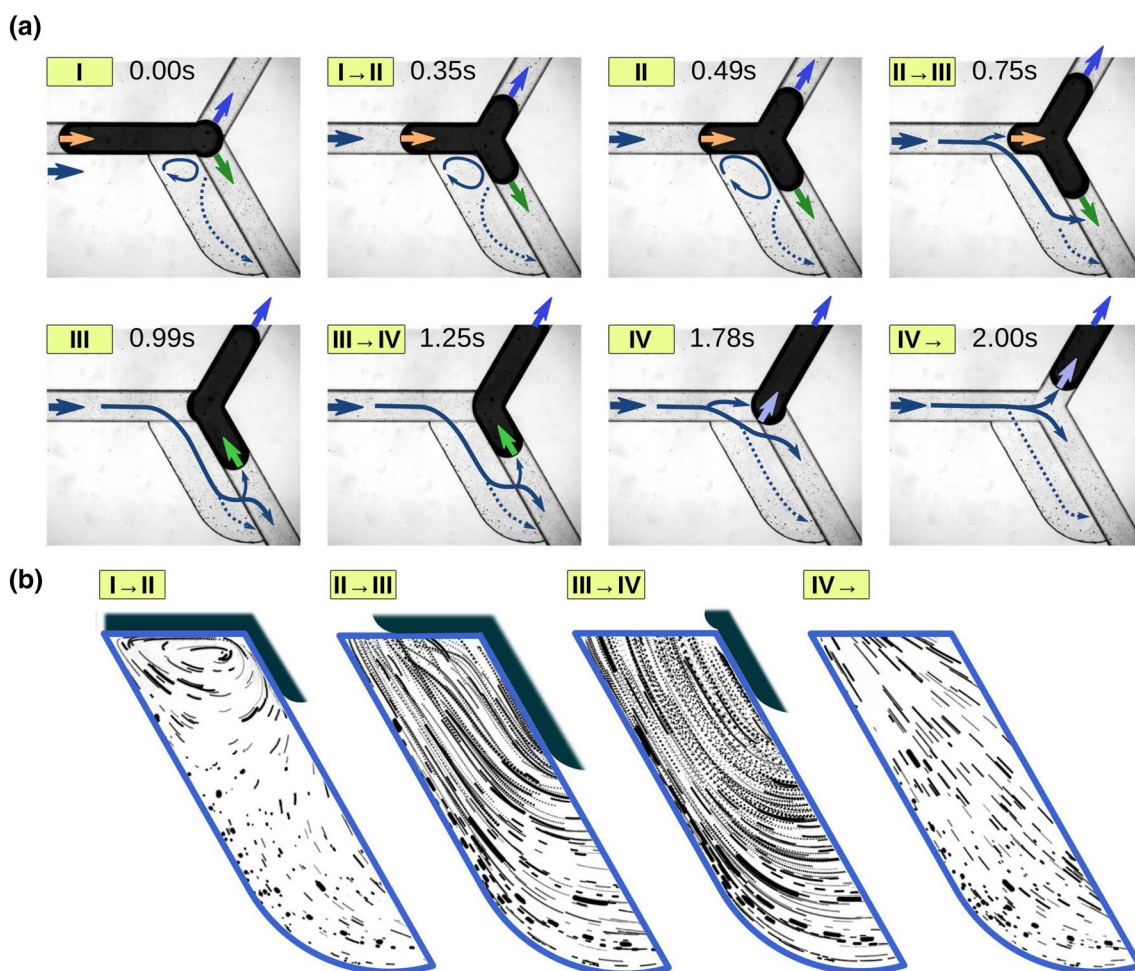 (a)
I 0.00s
I→II 0.35s
II 0.49s
II→III 0.75s
III 0.99s
III→IV 1.25s
IV 1.78s
IV→ 2.00s
(b)
I→II
II→III
III→IV
IV→